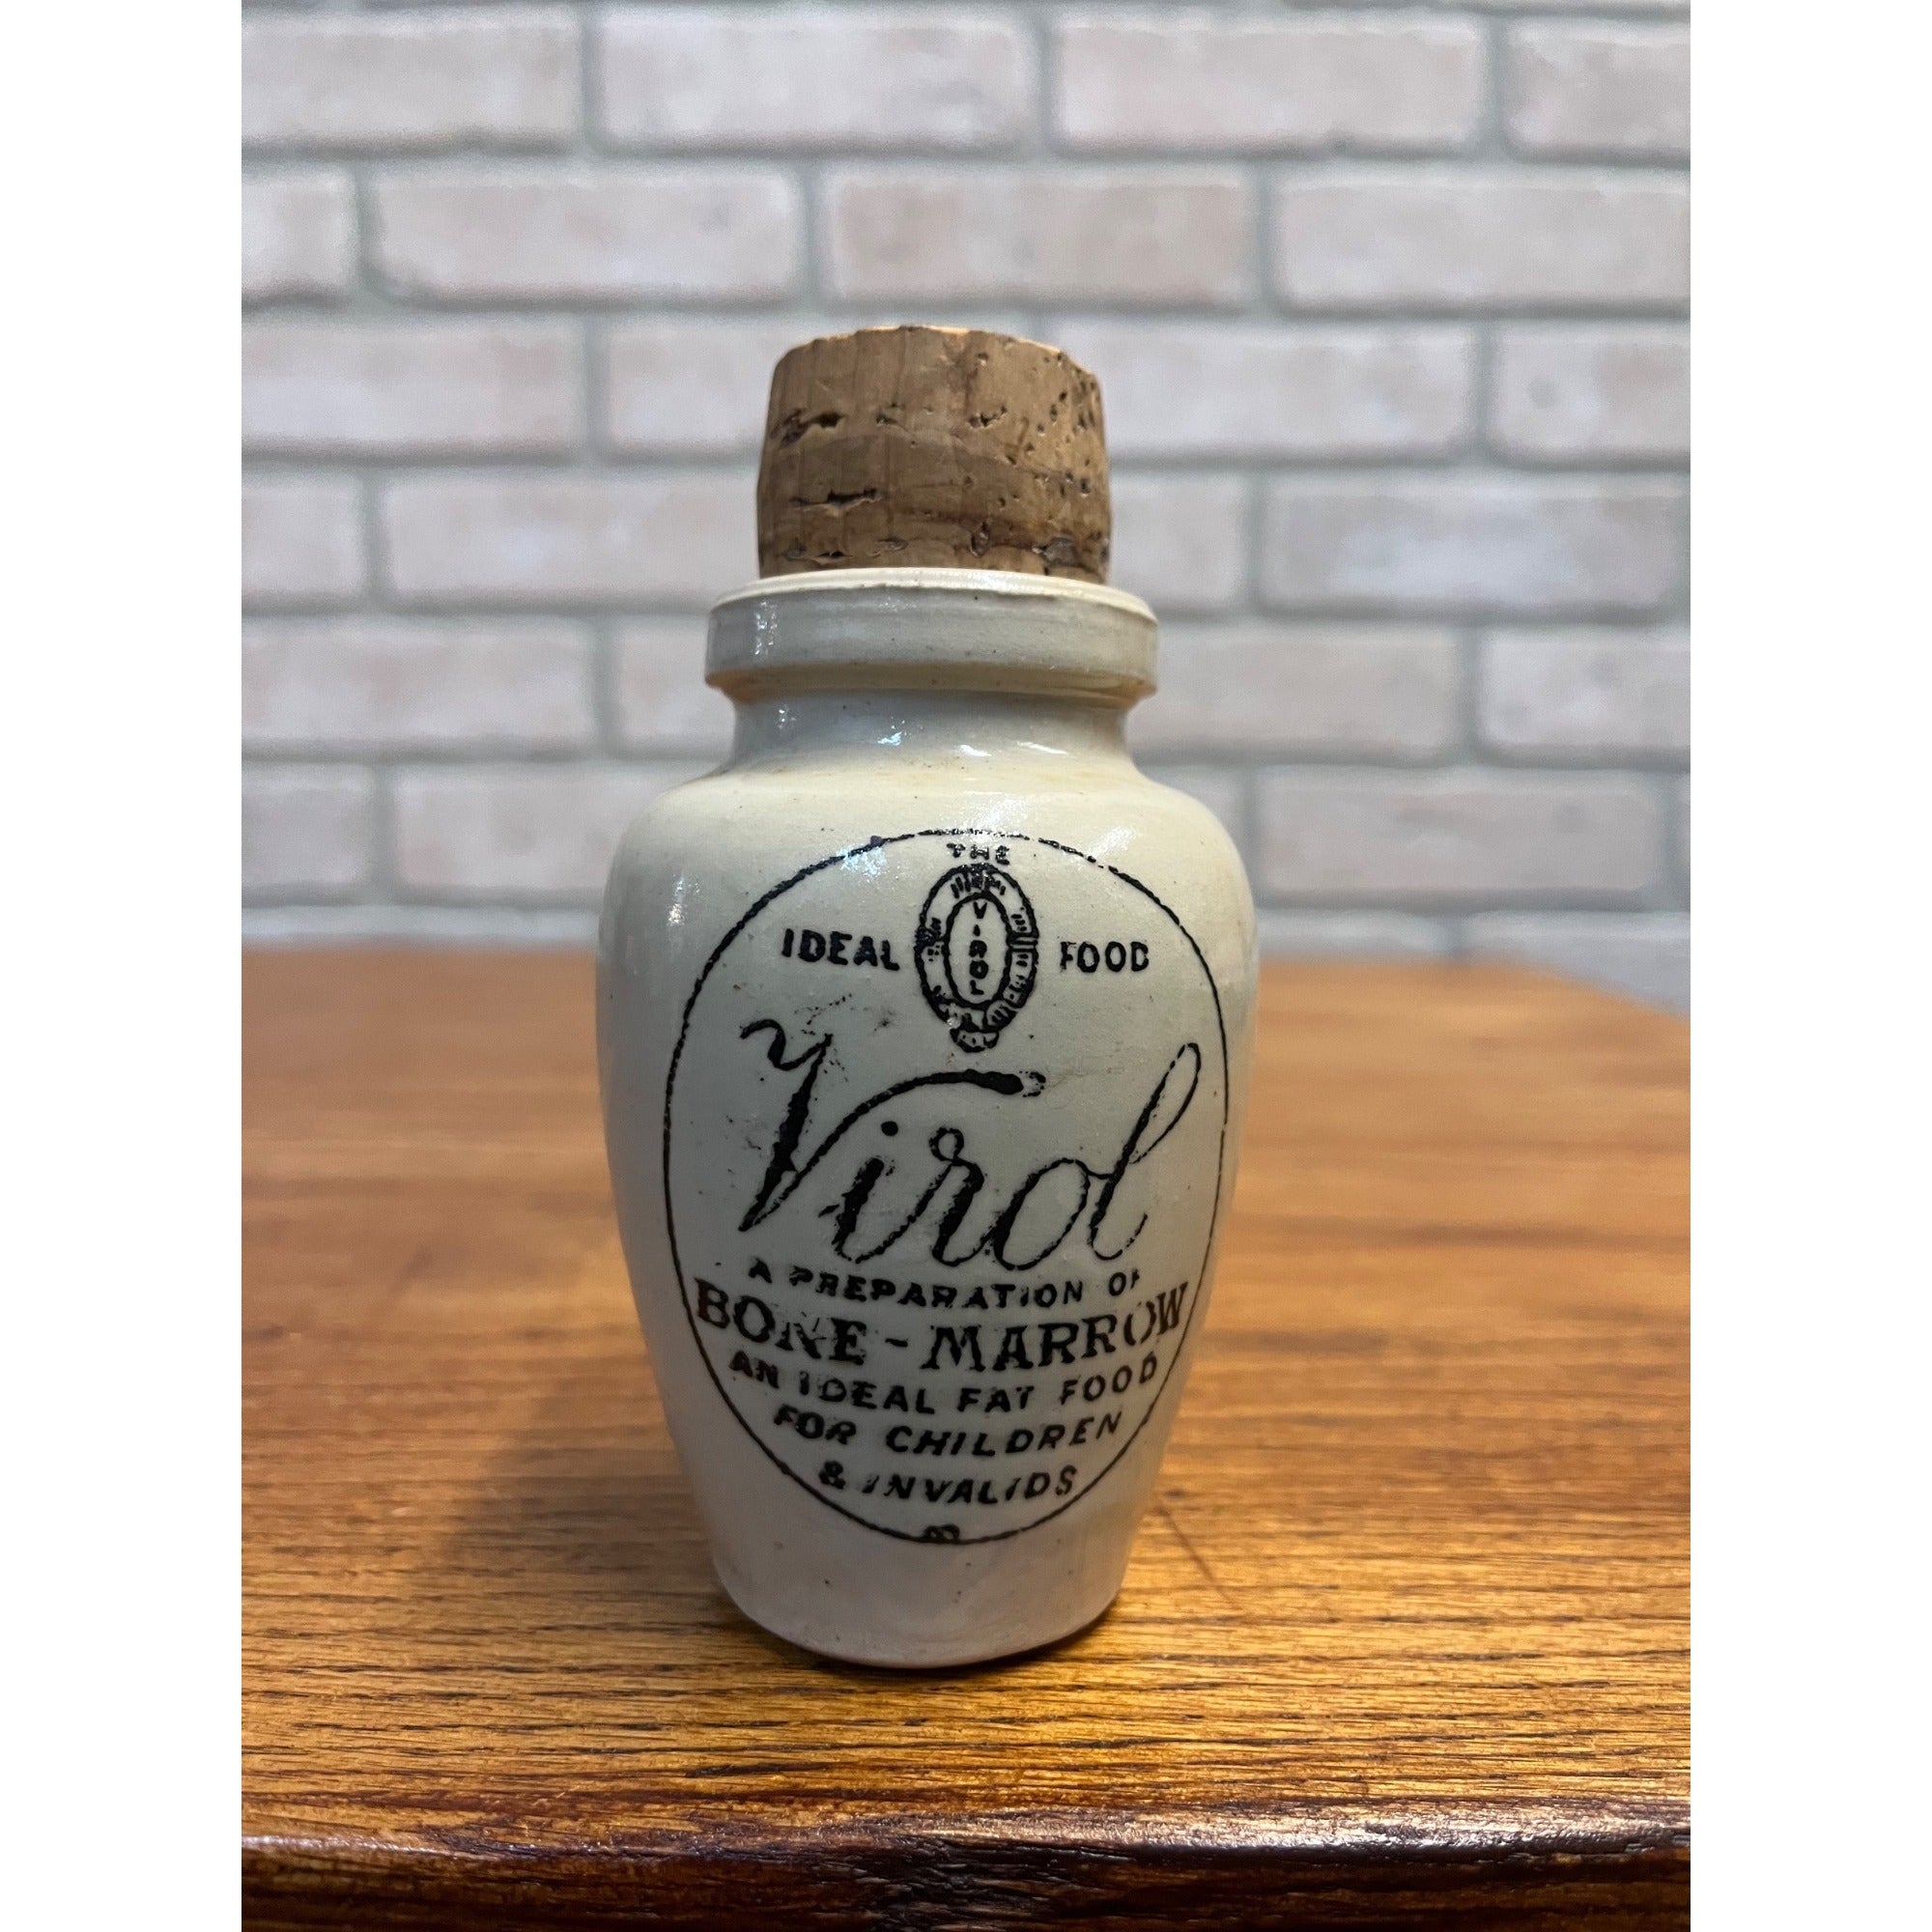 THE
IDEAL VIROL FOOD
Virol
A PREPARATION OF
BONE-MARROW
AN IDEAL FAT FOOD
FOR CHILDREN
& INVALIDS